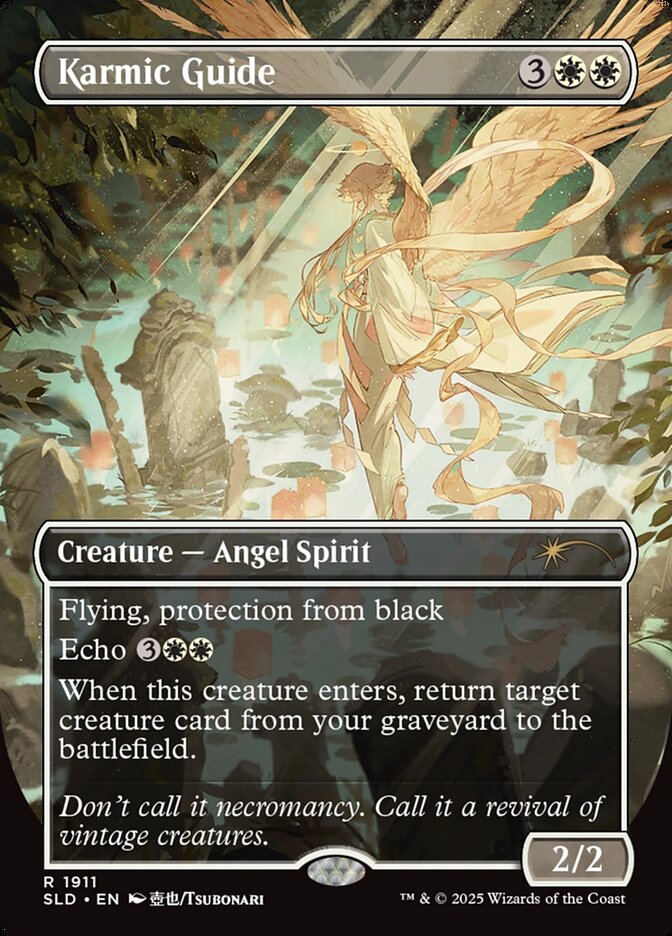 Karmic Guide 3
Creature — Angel Spirit
Flying, protection from black
Echo 3
When this creature enters, return target
creature card from your graveyard to the
battlefield.
Don't call it necromancy. Call it a revival of
vintage creatures.
2/2
R 1911
SLD • EN 壺也/Tsubonari
™ & © 2025 Wizards of the Coast